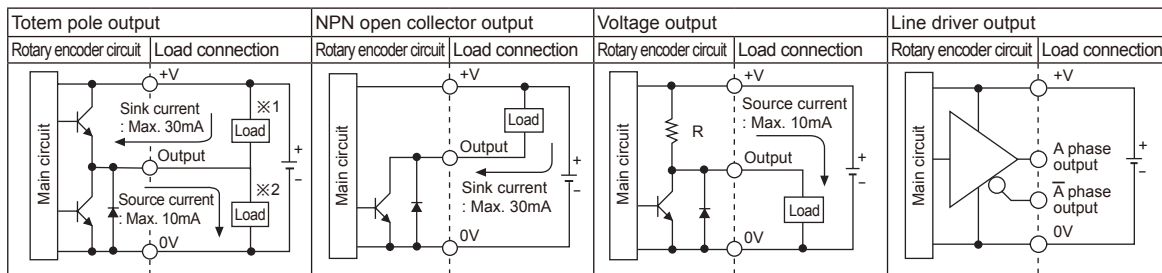 Totem pole output
Rotary encoder circuit Load connection
Main circuit
+V
Sink current
: Max. 30mA
※1
Load
Output
Source current
: Max. 10mA
※2
Load
+
−
0V
NPN open collector output
Rotary encoder circuit Load connection
Main circuit
+V
Load
Output
Sink current
: Max. 30mA
+
−
0V
Voltage output
Rotary encoder circuit Load connection
Main circuit
+V
Source current
: Max. 10mA
R
Output
Load
+
−
0V
Line driver output
Rotary encoder circuit Load connection
Main circuit
+V
A phase
output
A̅ phase
output
+
−
0V